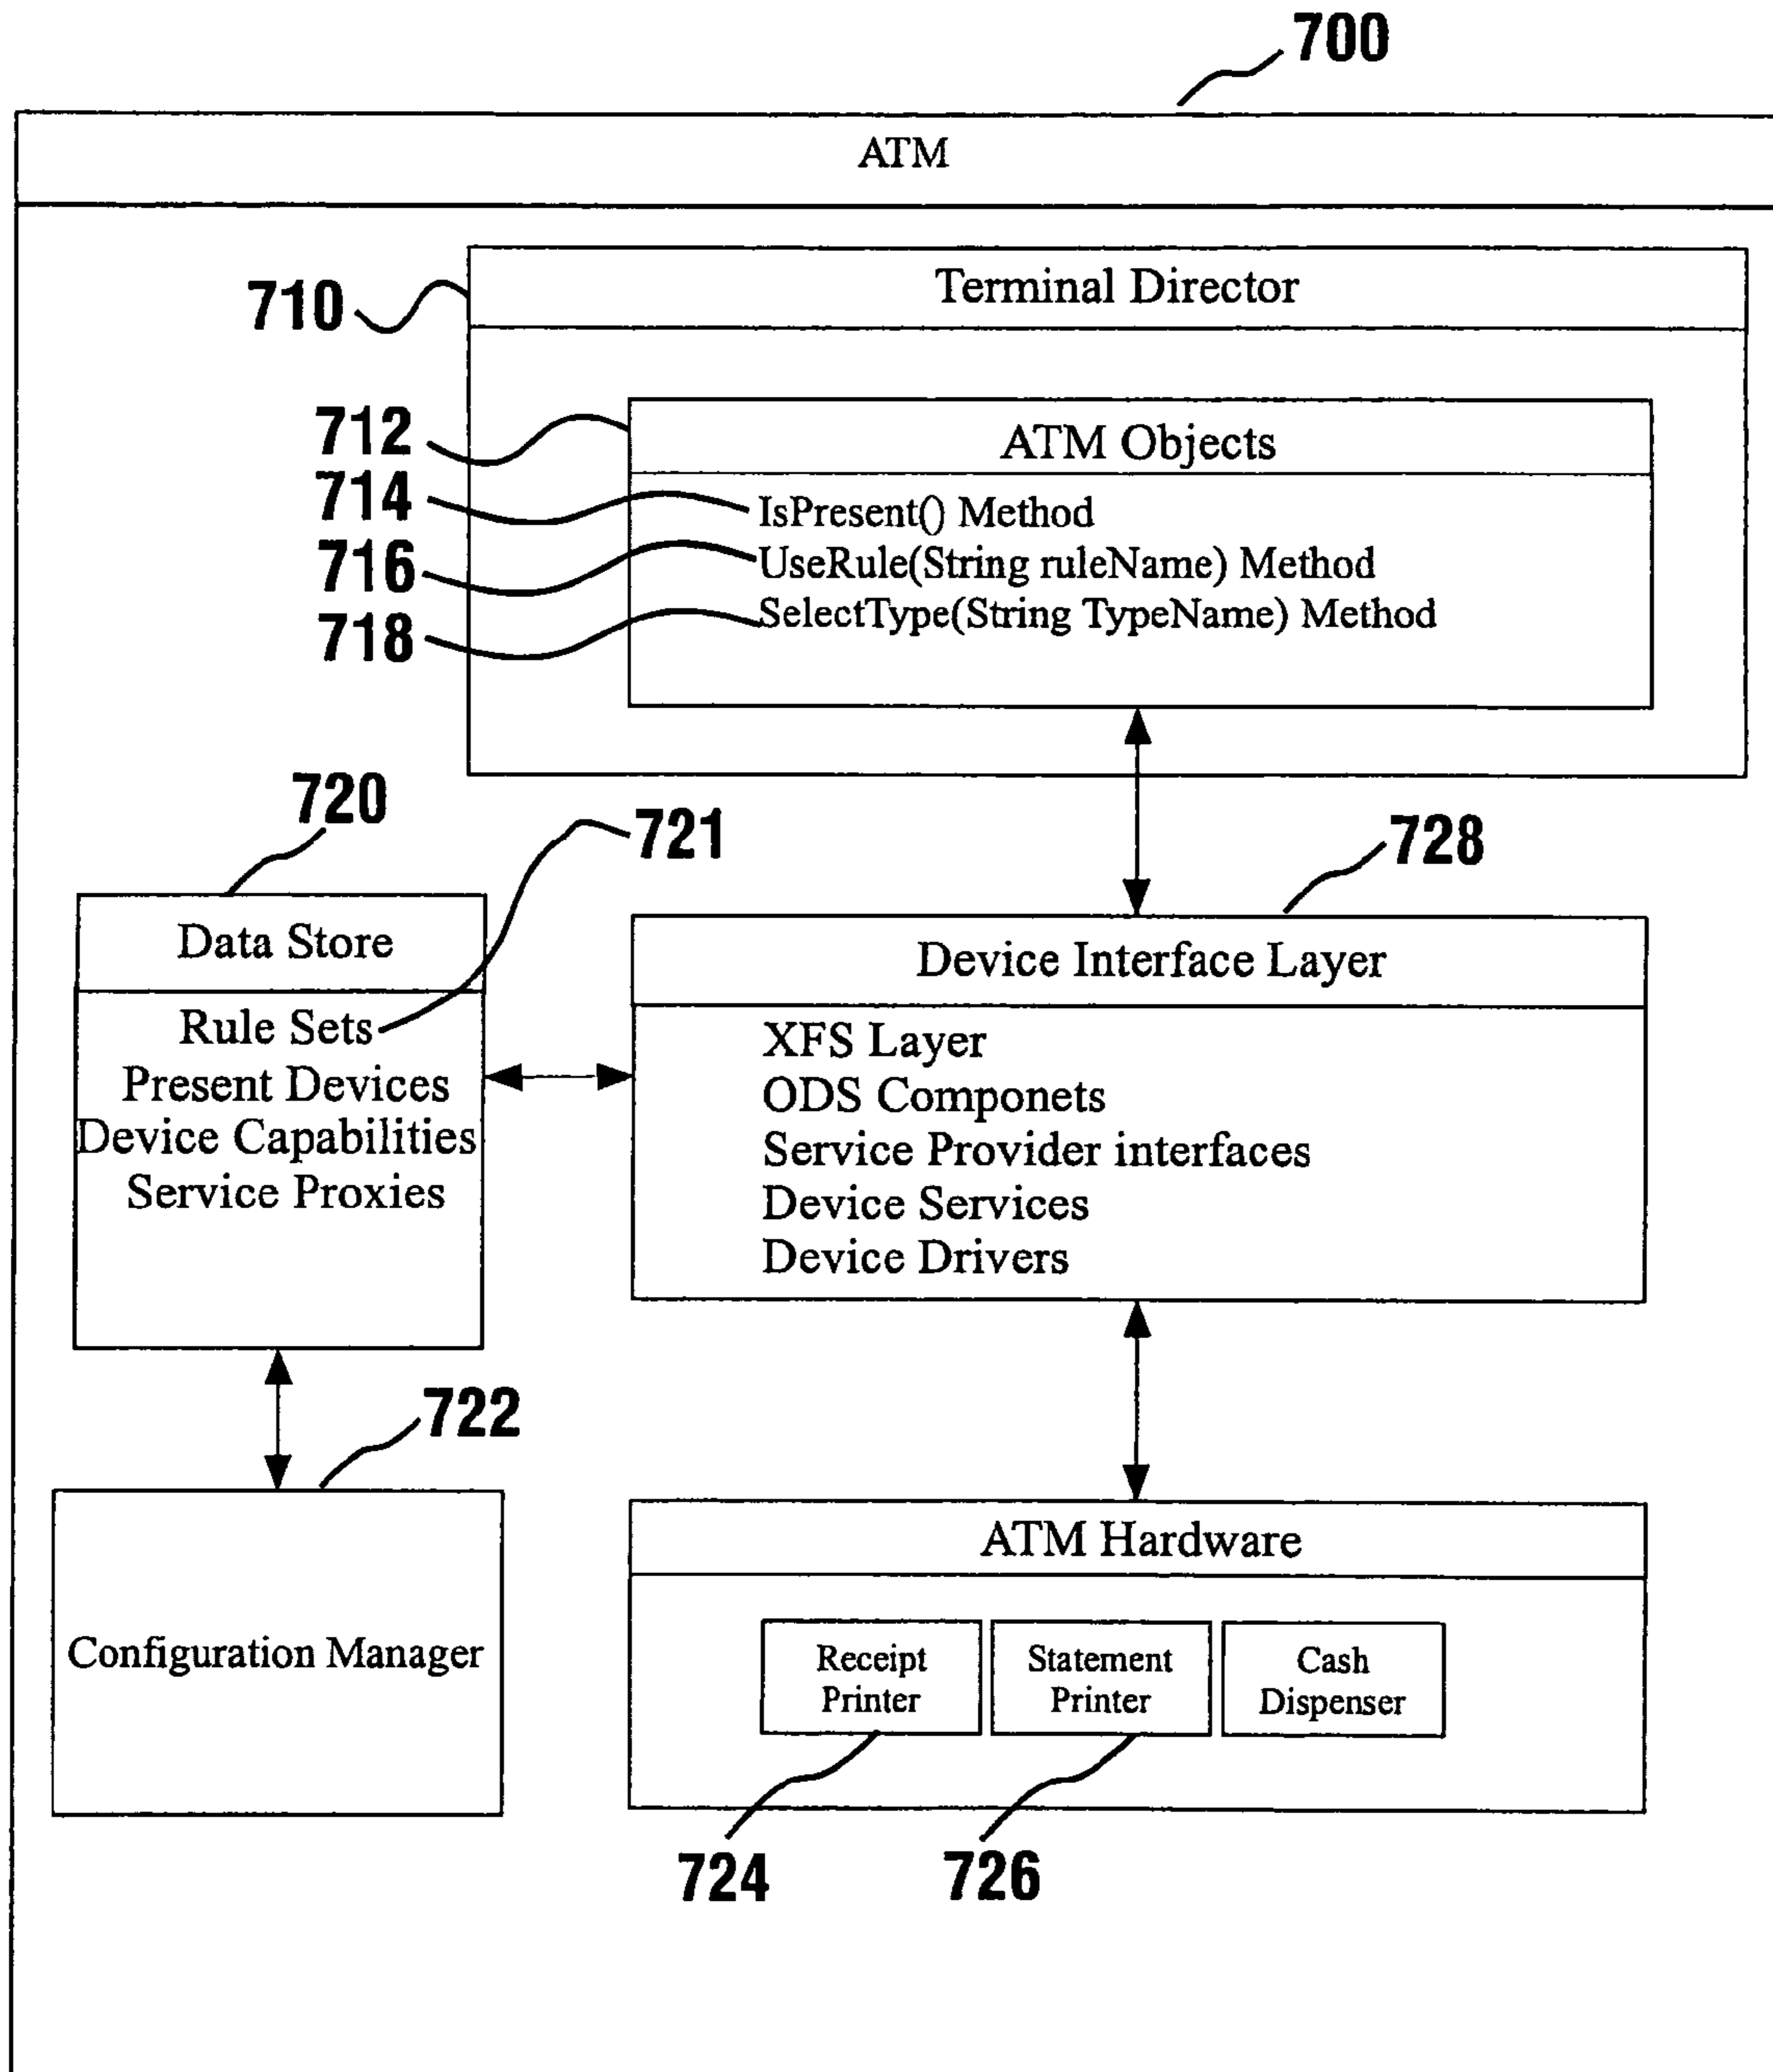 700
ATM
710
Terminal Director
712
ATM Objects
714
IsPresent() Method
716
UseRule(String ruleName) Method
718
SelectType(String TypeName) Method
720
721
728
Data Store
Rule Sets
Present Devices
Device Capabilities
Service Proxies
Device Interface Layer
XFS Layer
ODS Componets
Service Provider interfaces
Device Services
Device Drivers
722
Configuration Manager
ATM Hardware
Receipt
Printer
Statement
Printer
Cash
Dispenser
724
726